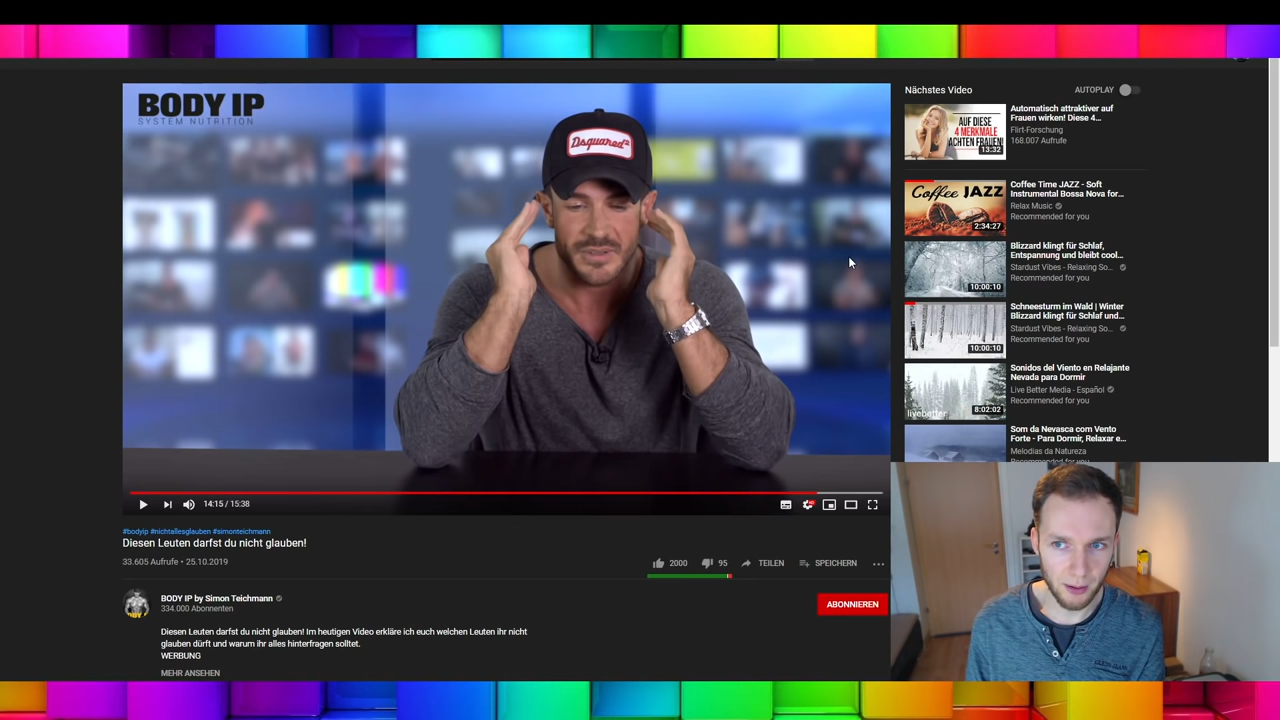 BODY IP
SYSTEM NUTRITION
Dsquared2
14:15 / 15:38
#bodyip #nichtallesglauben #simonteichmann
Diesen Leuten darfst du nicht glauben!
33.605 Aufrufe • 25.10.2019
2000
95
TEILEN
SPEICHERN
BODY IP by Simon Teichmann
334.000 Abonnenten
ABONNIEREN
Diesen Leuten darfst du nicht glauben! Im heutigen Video erkläre ich euch welchen Leuten ihr nicht
glauben dürft und warum ihr alles hinterfragen solltet.
WERBUNG
MEHR ANSEHEN
Nächstes Video
AUTOPLAY
AUF DIESE
4 MERKMALE
ACHTEN FRAUEN!
13:32
Automatisch attraktiver auf
Frauen wirken! Diese 4...
Flirt-Forschung
168.007 Aufrufe
Coffee JAZZ
2:34:27
Coffee Time JAZZ - Soft
Instrumental Bossa Nova for...
Relax Music
Recommended for you
10:00:10
Blizzard klingt für Schlaf,
Entspannung und bleibt cool...
Stardust Vibes - Relaxing So...
Recommended for you
10:00:10
Schneesturm im Wald | Winter
Blizzard klingt für Schlaf und...
Stardust Vibes - Relaxing So...
Recommended for you
livebetter
8:02:02
Sonidos del Viento en Relajante
Nevada para Dormir
Live Better Media - Español
Recommended for you
Som da Nevasca com Vento
Forte - Para Dormir, Relaxar e...
Melodias da Natureza